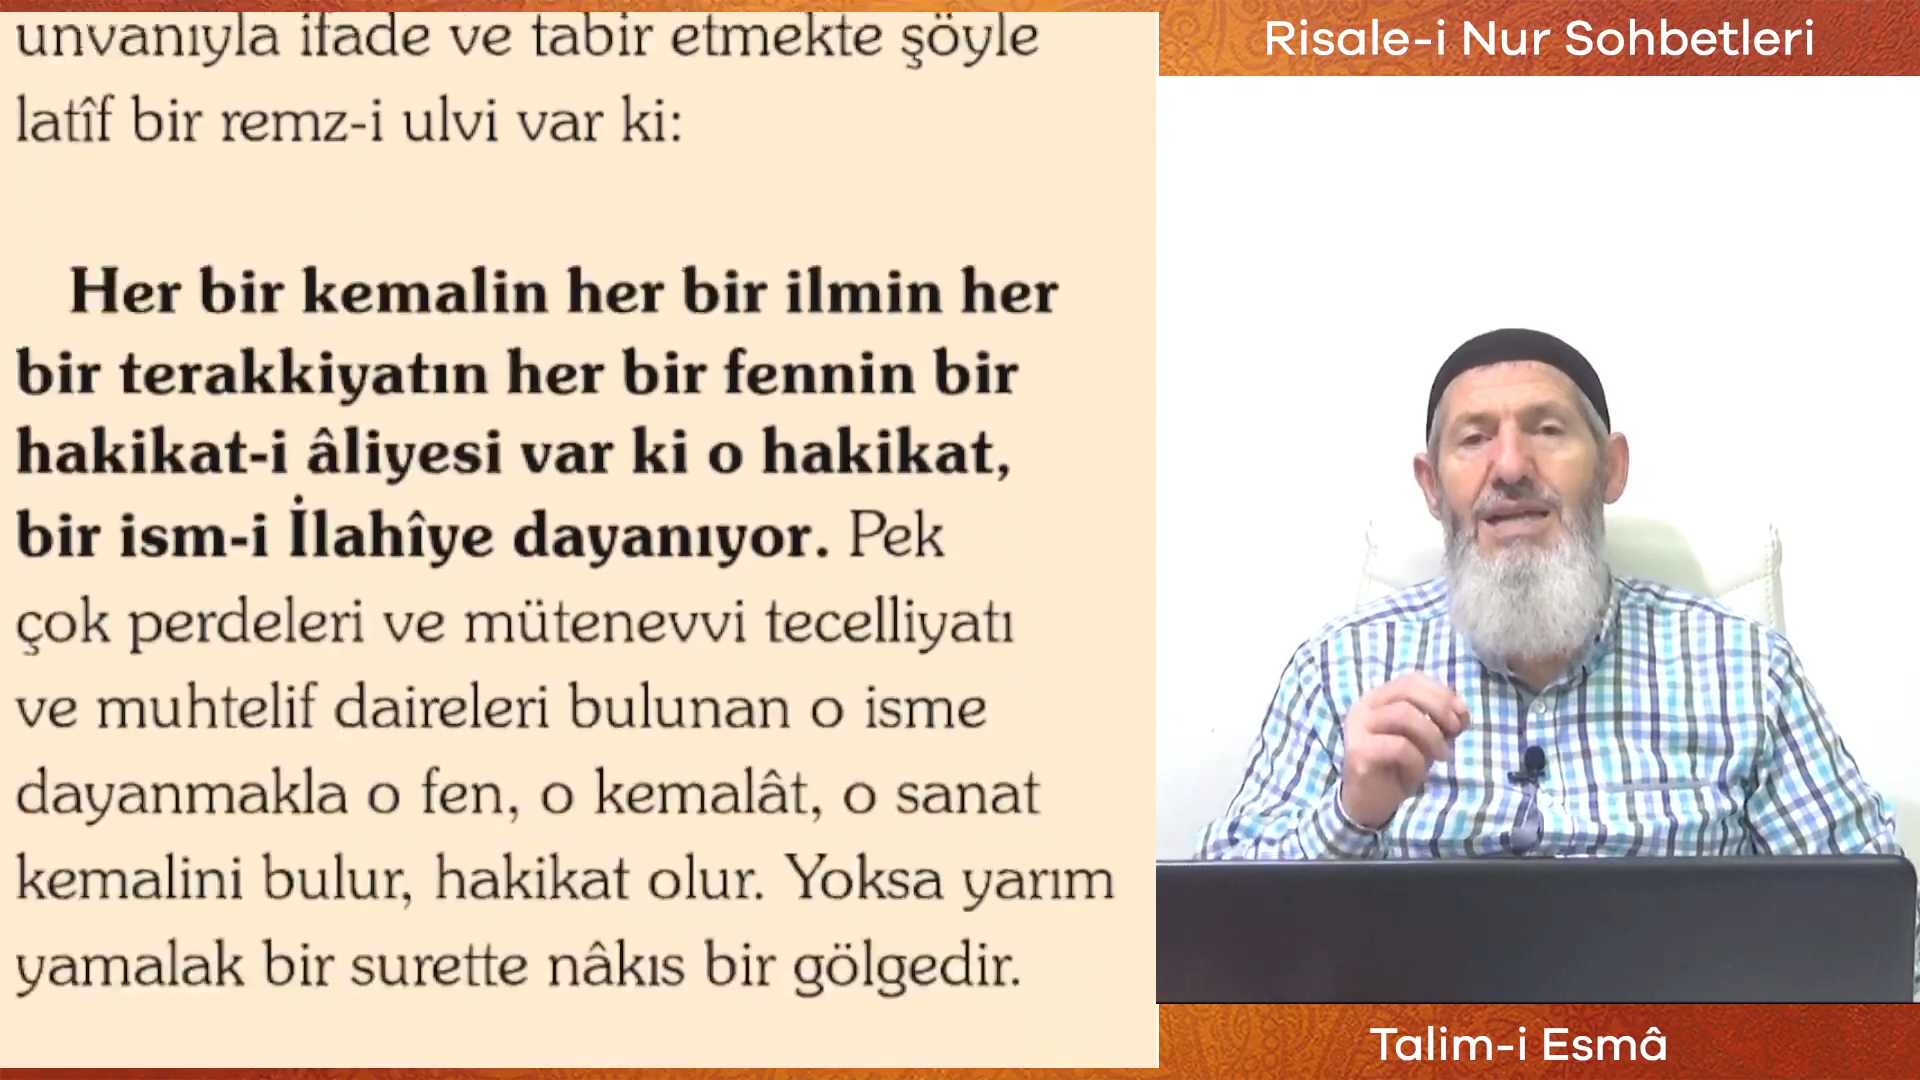 unvanıyla ifade ve tabir etmekte şöyle
latîf bir remz-i ulvi var ki:
Her bir kemalin her bir ilmin her
bir terakkiyatın her bir fennin bir
hakikat-i âliyesi var ki o hakikat,
bir ism-i İlahîye dayanıyor. Pek
çok perdeleri ve mütenevvi tecelliyatı
ve muhtelif daireleri bulunan o isme
dayanmakla o fen, o kemalât, o sanat
kemalini bulur, hakikat olur. Yoksa yarım
yamalak bir surette nâkıs bir gölgedir.
Risale-i Nur Sohbetleri
Talim-i Esmâ